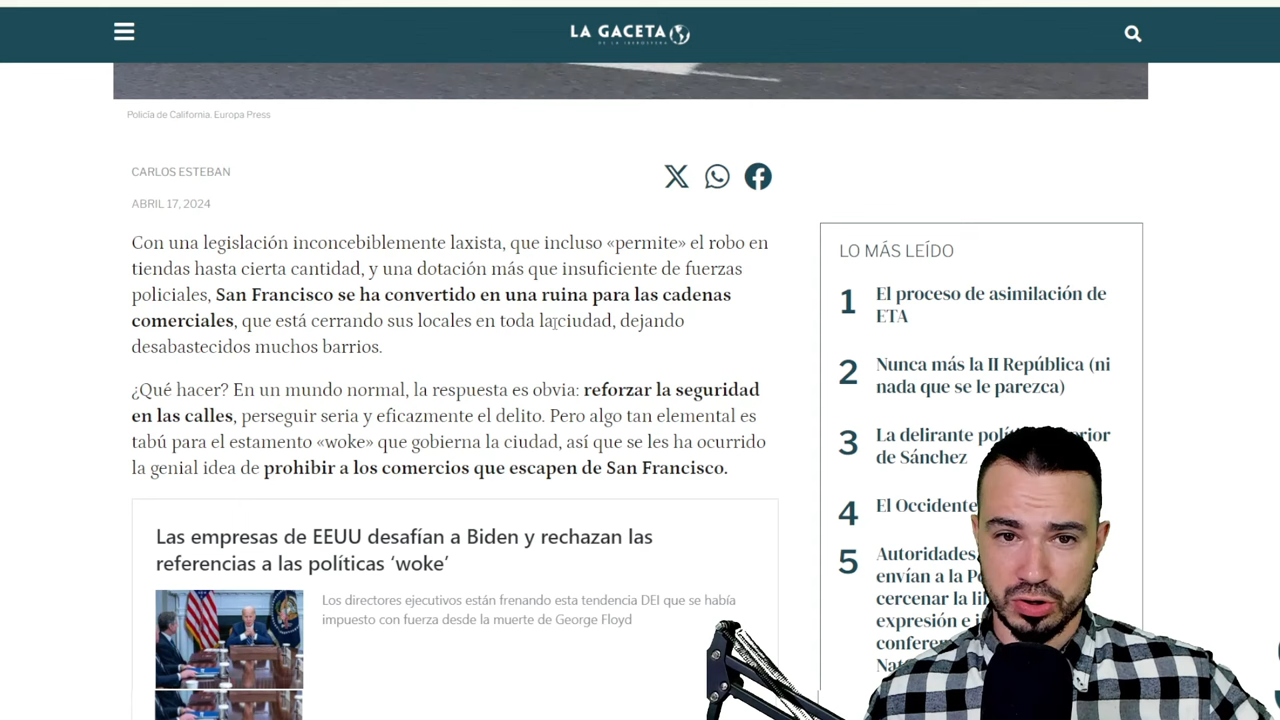 LA GACETA
DE LA IBEROSFERA
Policía de California. Europa Press
CARLOS ESTEBAN
ABRIL 17, 2024
Con una legislación inconcebiblemente laxista, que incluso «permite» el robo en
tiendas hasta cierta cantidad, y una dotación más que insuficiente de fuerzas
policiales, San Francisco se ha convertido en una ruina para las cadenas
comerciales, que está cerrando sus locales en toda la ciudad, dejando
desabastecidos muchos barrios.
¿Qué hacer? En un mundo normal, la respuesta es obvia: reforzar la seguridad
en las calles, perseguir seria y eficazmente el delito. Pero algo tan elemental es
tabú para el estamento «woke» que gobierna la ciudad, así que se les ha ocurrido
la genial idea de prohibir a los comercios que escapen de San Francisco.
Las empresas de EEUU desafían a Biden y rechazan las
referencias a las políticas ‘woke’
Los directores ejecutivos están frenando esta tendencia DEI que se había
impuesto con fuerza desde la muerte de George Floyd
LO MÁS LEÍDO
1 El proceso de asimilación de
ETA
2 Nunca más la II República (ni
nada que se le parezca)
3 La delirante
de Sánchez
4 El Occidente
5 Autoridades
envían a la
cercenar la
expresión e